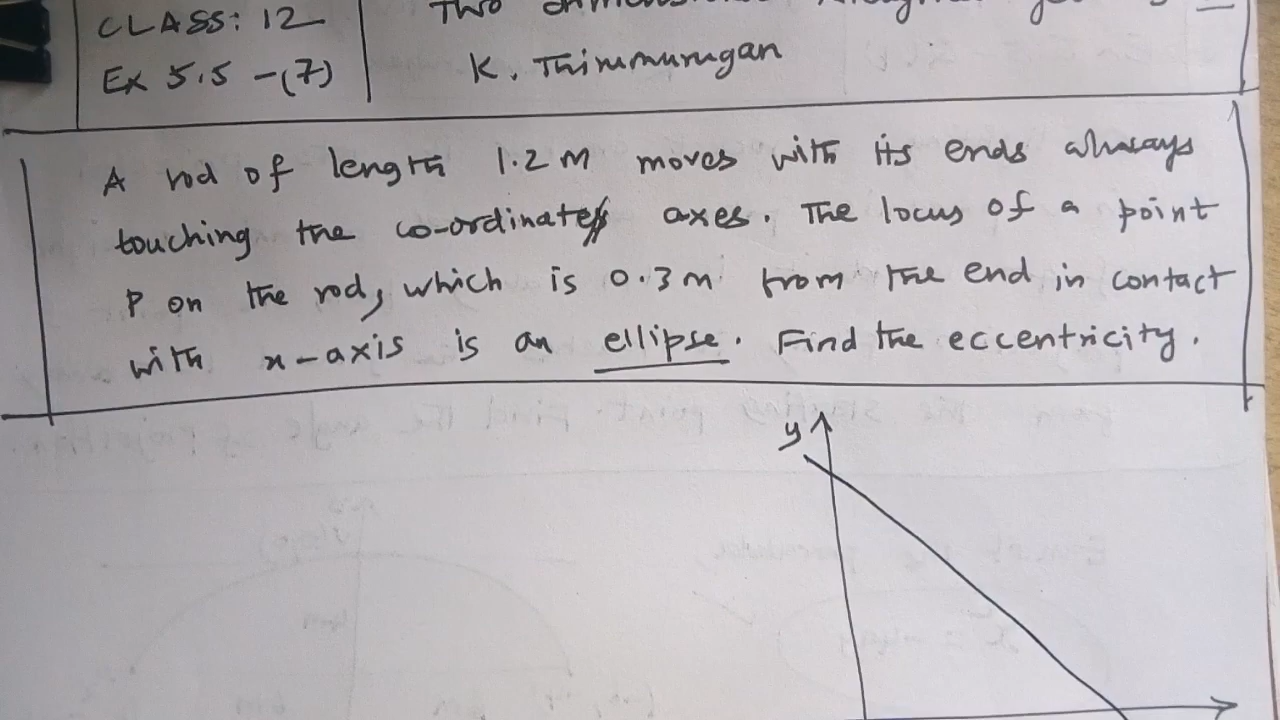 CLASS: 12
Two
Ex 5.5 -(7)
K. Thirumurugan
A rod of length 1.2 M moves with its ends always
touching the co-ordinate axes. The locus of a point
P on the rod, which is 0.3 m from the end in contact
with x-axis is an ellipse. Find the eccentricity.
y